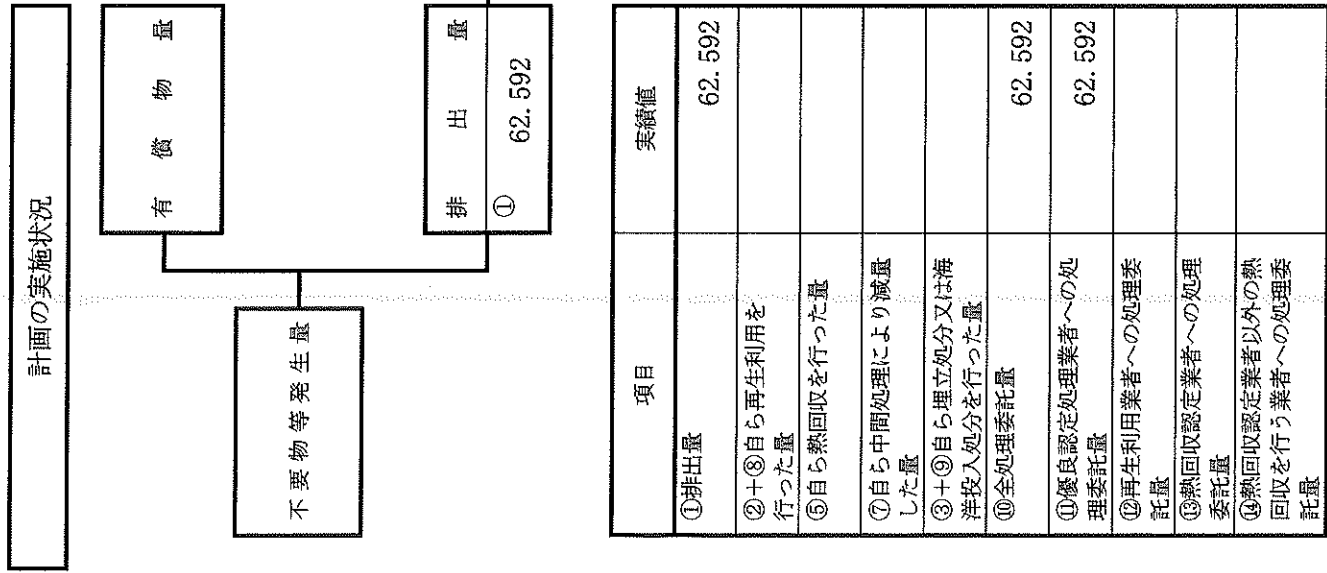 計画の実施状況
有償物量
不要物等発生量
排出量
①
62.592
項目 実績値
①排出量 62.592
②+⑧自ら再生利用を
行った量
⑤自ら熱回収を行った量
⑦自ら中間処理により減量
した量
③+⑨自ら埋立処分又は海
洋投入処分を行った量
⑩全処理委託量 62.592
⑪優良認定処理業者への処
理委託量 62.592
⑫再生利用業者への処理委
託量
⑬熱回収認定業者への処理
委託量
⑭熱回収認定業者以外の熱
回収を行う業者への処理委
託量